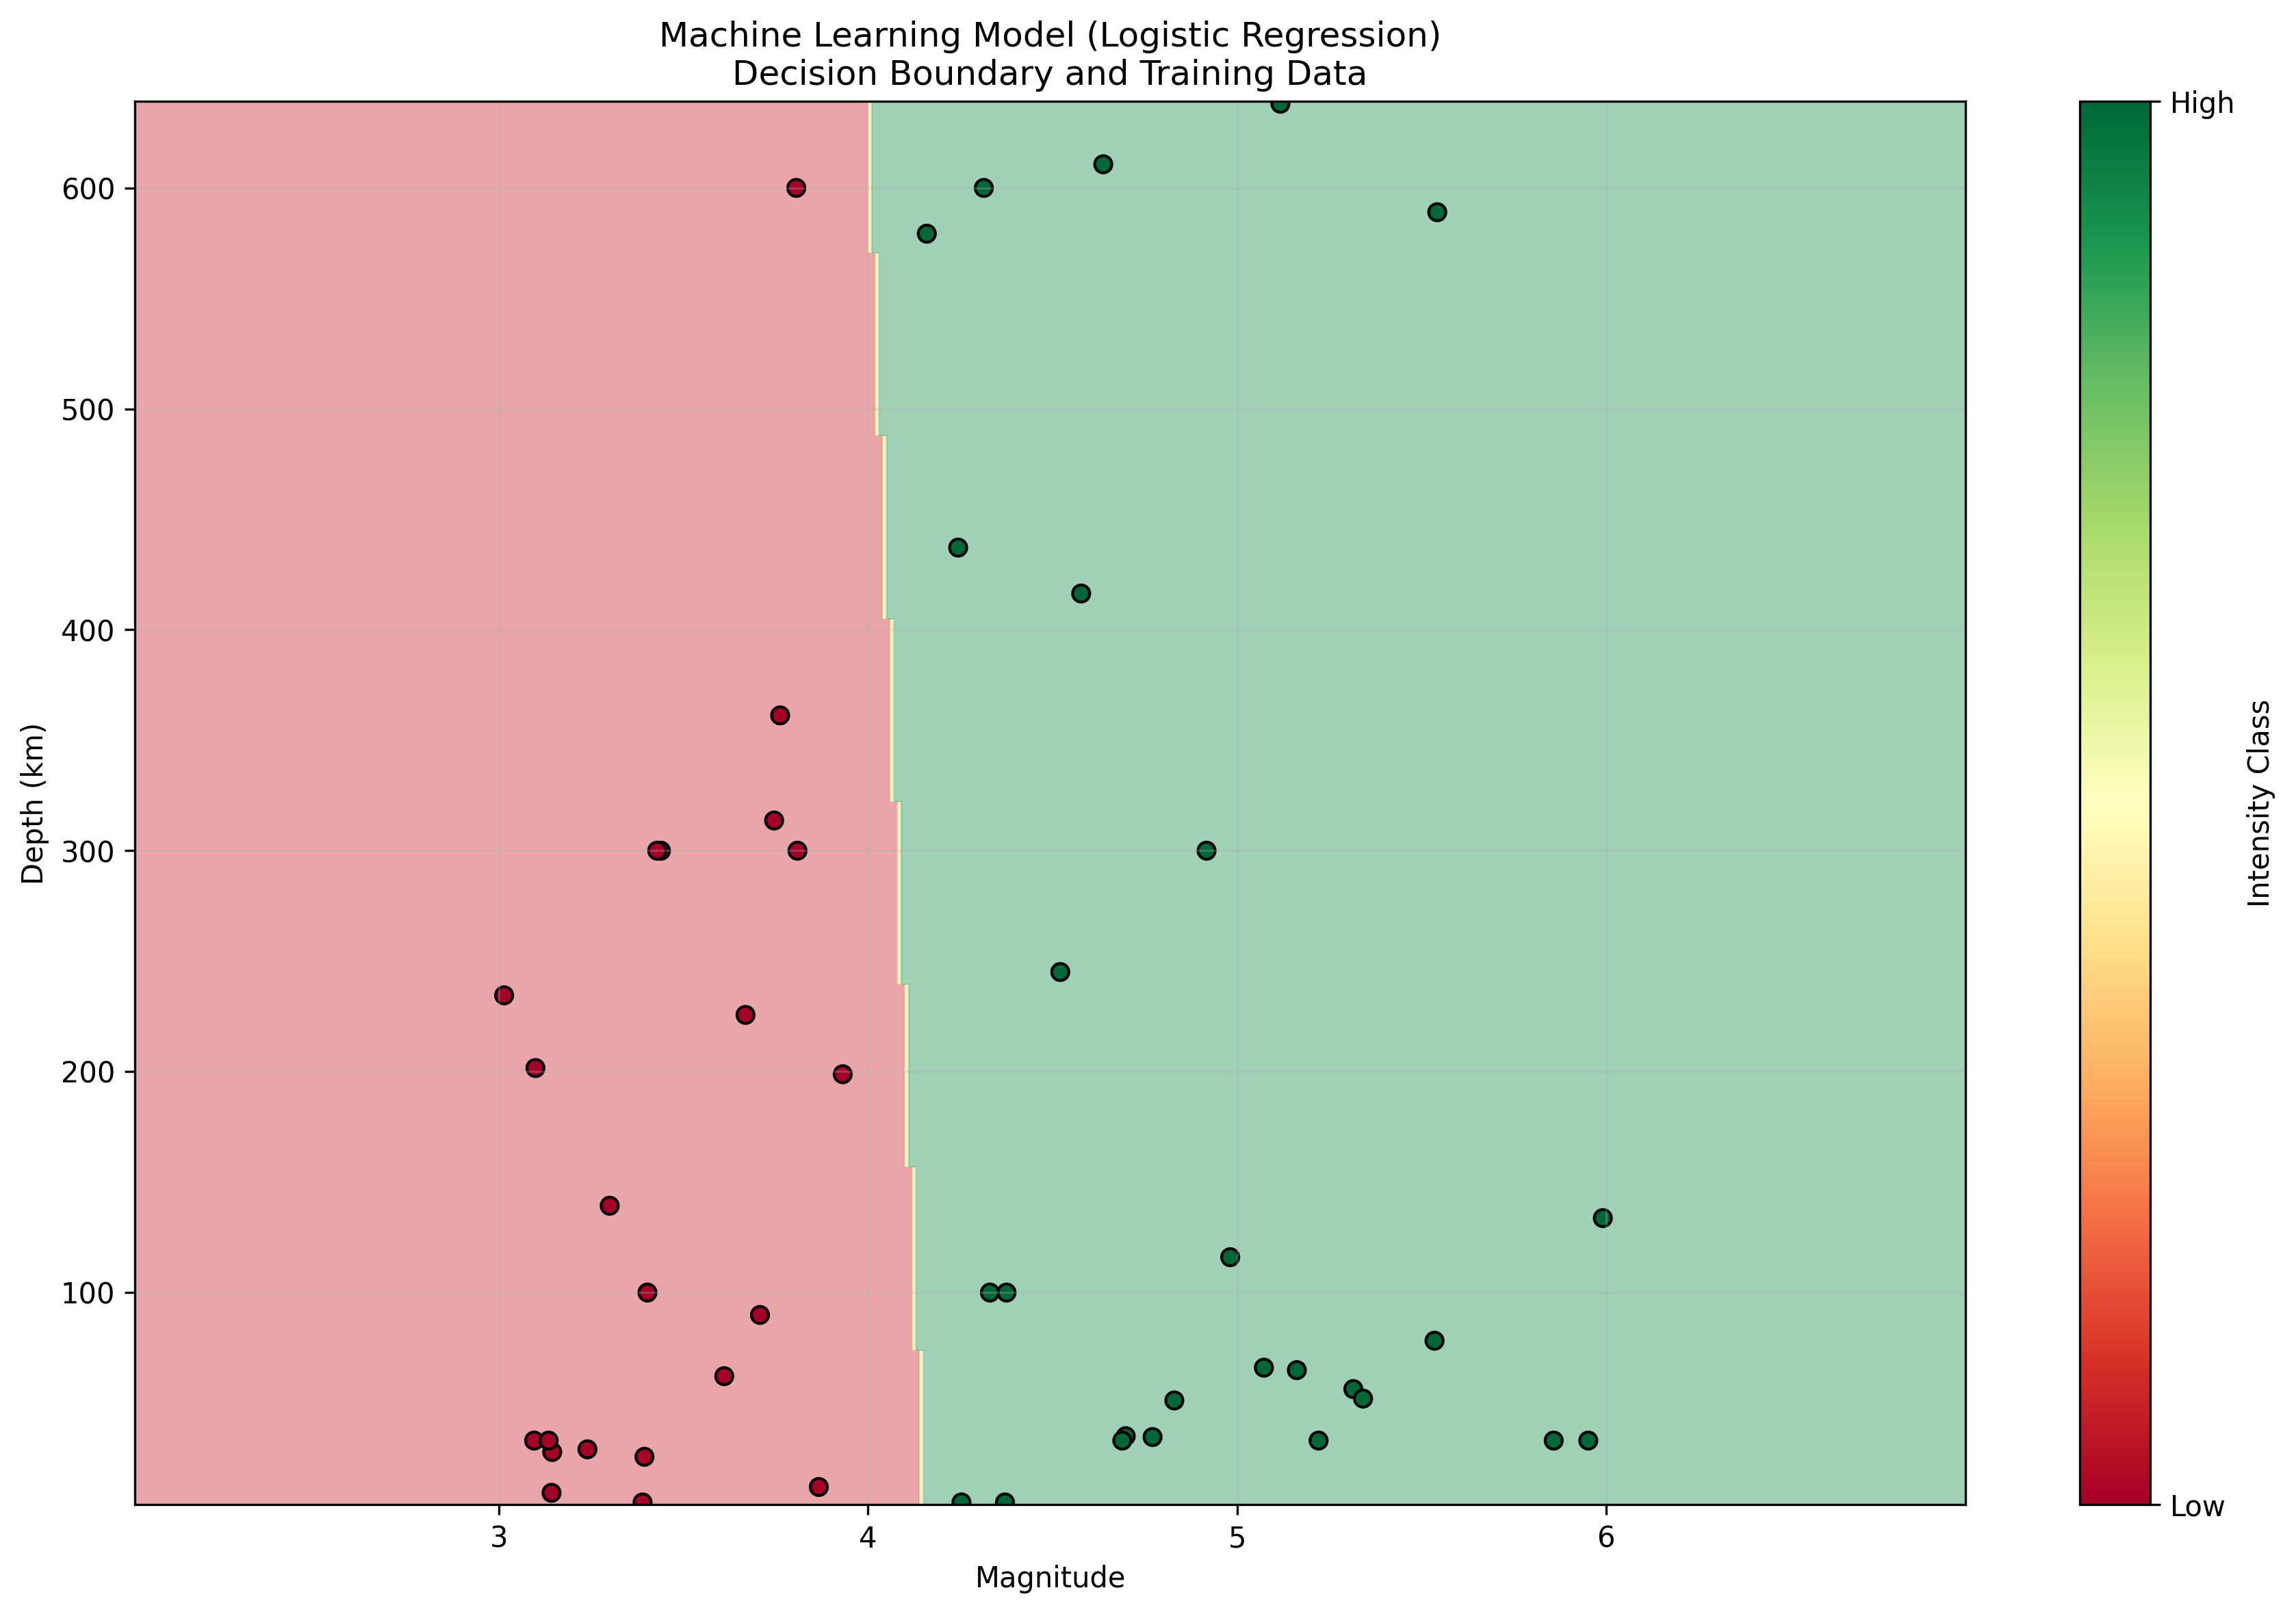 Machine Learning Model (Logistic Regression)
Decision Boundary and Training Data
High
600
500
400
300
200
100
Depth (km)
Intensity Class
Low
3 4 5 6
Magnitude